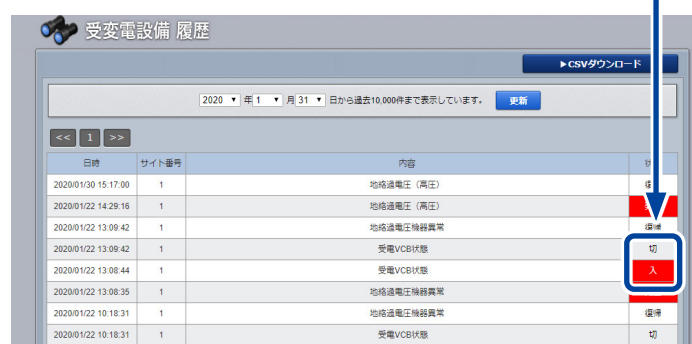 受変電設備 履歴
▶CSVダウンロード
2020 ▼ 年 1 ▼ 月 31 ▼ 日から過去10,000件まで表示しています。 更新
<< 1 >>
日時 サイト番号 内容
2020/01/30 15:17:00 1 地絡過電圧（高圧）
2020/01/22 14:29:16 1 地絡過電圧（高圧）
2020/01/22 13:09:42 1 地絡過電圧機器異常 復帰
2020/01/22 13:09:42 1 受電VCB状態 切
2020/01/22 13:08:44 1 受電VCB状態 入
2020/01/22 13:08:35 1 地絡過電圧機器異常
2020/01/22 10:18:31 1 地絡過電圧機器異常 復帰
2020/01/22 10:18:31 1 受電VCB状態 切